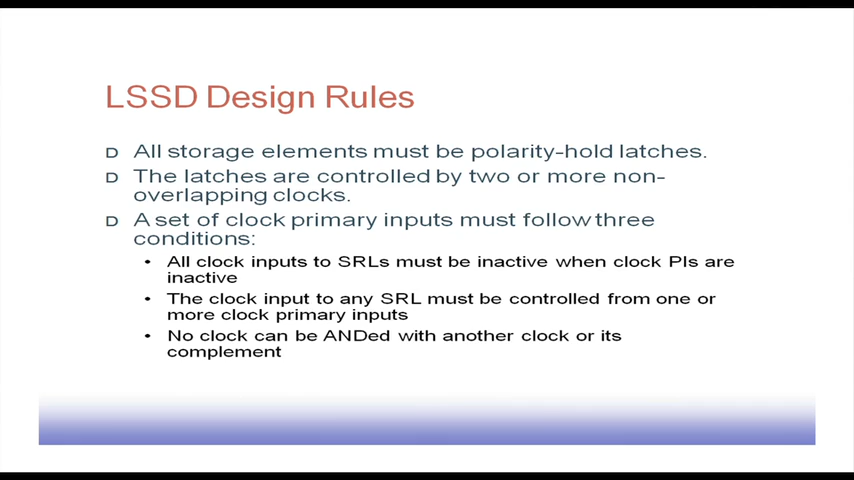 LSSD Design Rules
D All storage elements must be polarity-hold latches.
D The latches are controlled by two or more non-
overlapping clocks.
D A set of clock primary inputs must follow three
conditions:
• All clock inputs to SRLs must be inactive when clock PIs are
inactive
• The clock input to any SRL must be controlled from one or
more clock primary inputs
• No clock can be ANDed with another clock or its
complement